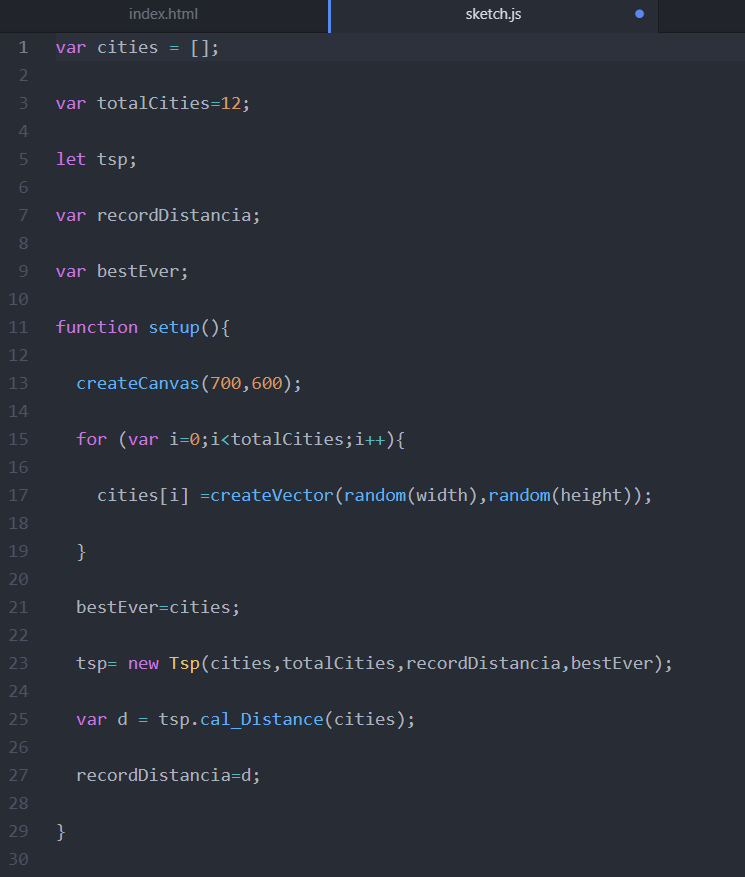 index.html
sketch.js
1 var cities = [];
2
3 var totalCities=12;
4
5 let tsp;
6
7 var recordDistancia;
8
9 var bestEver;
10
11 function setup(){
12
13   createCanvas(700,600);
14
15   for (var i=0;i<totalCities;i++){
16
17     cities[i] =createVector(random(width),random(height));
18
19   }
20
21   bestEver=cities;
22
23   tsp= new Tsp(cities,totalCities,recordDistancia,bestEver);
24
25   var d = tsp.cal_Distance(cities);
26
27   recordDistancia=d;
28
29 }
30